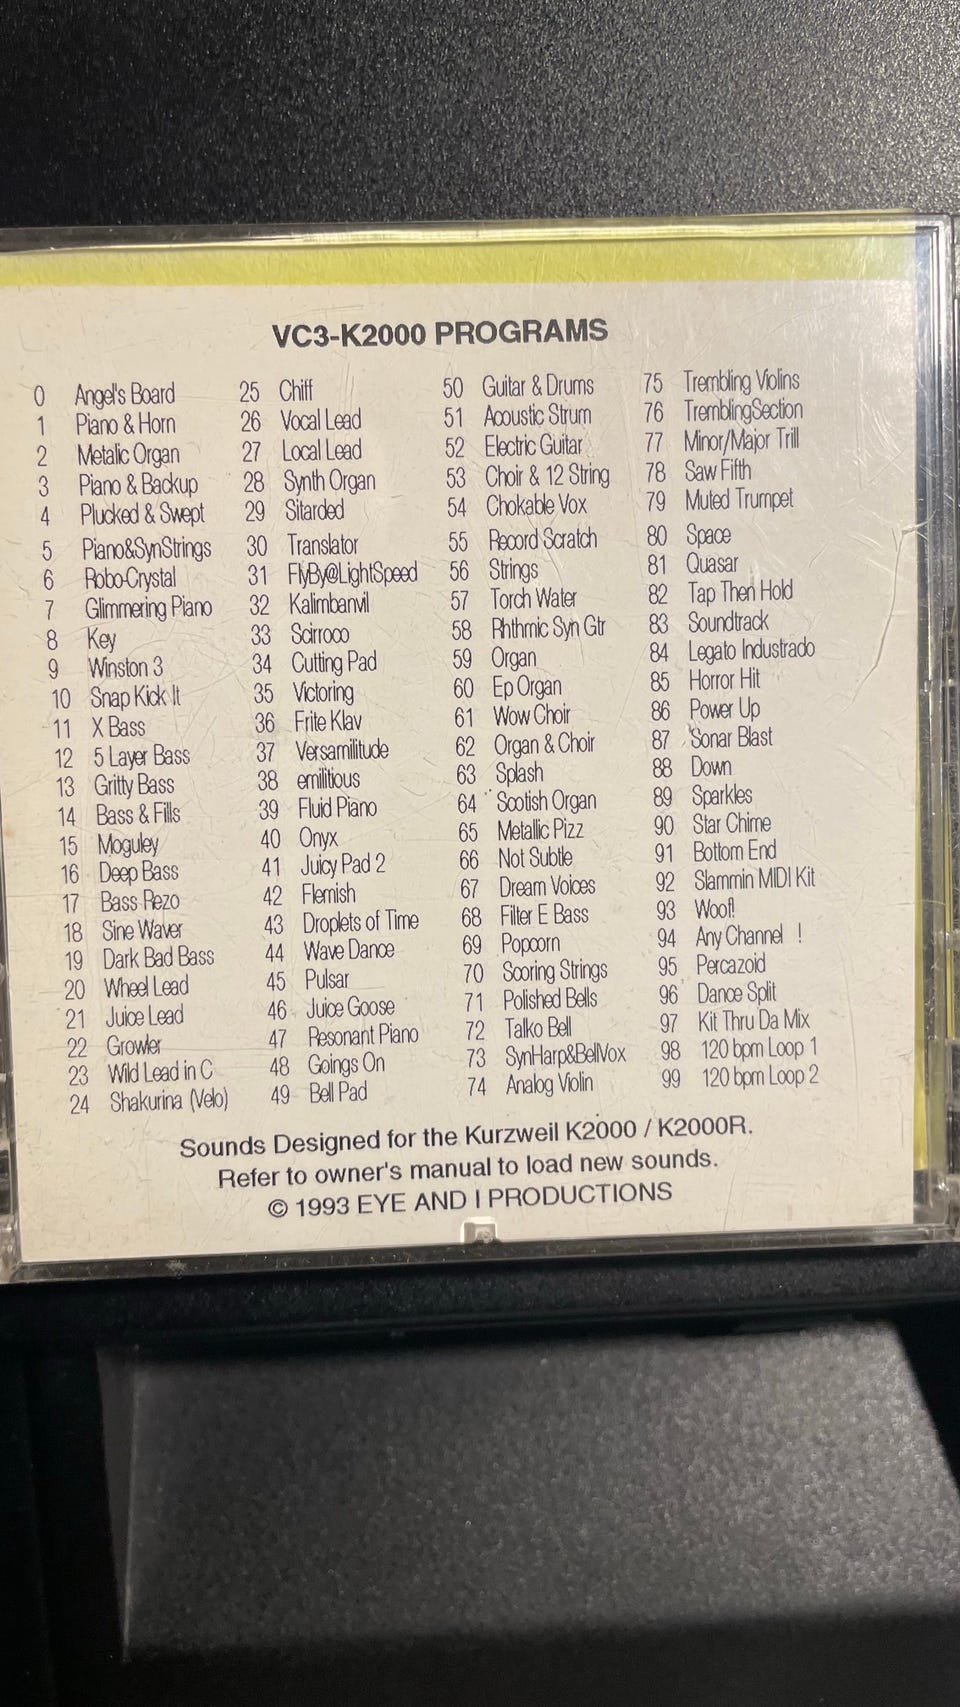 VC3-K2000 PROGRAMS
0 Angel's Board
1 Piano & Horn
2 Metalic Organ
3 Piano & Backup
4 Plucked & Swept
5 Piano&SynStrings
6 Robo-Crystal
7 Glimmering Piano
8 Key
9 Winston 3
10 Snap Kick It
11 X Bass
12 5 Layer Bass
13 Gritty Bass
14 Bass & Fills
15 Moguley
16 Deep Bass
17 Bass Rezo
18 Sine Waver
19 Dark Bad Bass
20 Wheel Lead
21 Juice Lead
22 Growler
23 Wild Lead in C
24 Shakurina (Velo)
25 Chiff
26 Vocal Lead
27 Local Lead
28 Synth Organ
29 Sitarded
30 Translator
31 FlyBy@LightSpeed
32 Kalimbanvil
33 Scirroco
34 Cutting Pad
35 Victoring
36 Frite Klav
37 Versamilitude
38 emilitious
39 Fluid Piano
40 Onyx
41 Juicy Pad 2
42 Flemish
43 Droplets of Time
44 Wave Dance
45 Pulsar
46 Juice Goose
47 Resonant Piano
48 Goings On
49 Bell Pad
50 Guitar & Drums
51 Acoustic Strum
52 Electric Guitar
53 Choir & 12 String
54 Chokable Vox
55 Record Scratch
56 Strings
57 Torch Water
58 Rhthmic Syn Gtr
59 Organ
60 Ep Organ
61 Wow Choir
62 Organ & Choir
63 Splash
64 Scotish Organ
65 Metallic Pizz
66 Not Subtle
67 Dream Voices
68 Filter E Bass
69 Popcorn
70 Scoring Strings
71 Polished Bells
72 Talko Bell
73 SynHarp&BellVox
74 Analog Violin
75 Trembling Violins
76 TremblingSection
77 Minor/Major Trill
78 Saw Fifth
79 Muted Trumpet
80 Space
81 Quasar
82 Tap Then Hold
83 Soundtrack
84 Legato Industrado
85 Horror Hit
86 Power Up
87 Sonar Blast
88 Down
89 Sparkles
90 Star Chime
91 Bottom End
92 Slammin MIDI Kit
93 Woof!
94 Any Channel !
95 Percazoid
96 Dance Split
97 Kit Thru Da Mix
98 120 bpm Loop 1
99 120 bpm Loop 2
Sounds Designed for the Kurzweil K2000 / K2000R.
Refer to owner's manual to load new sounds.
© 1993 EYE AND I PRODUCTIONS